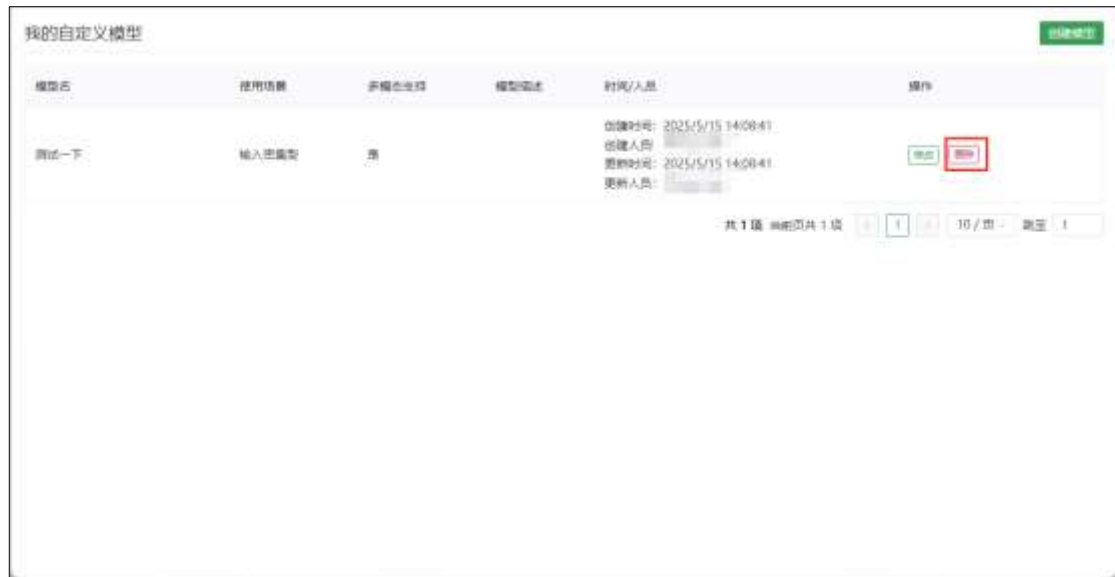 我的自定义模型
创建模型
模型名 使用场景 多模态支持 模型描述 时间/人员 操作
测试一下 输入密集型 是
创建时间: 2025/5/15 14:08:41
创建人员:
更新时间: 2025/5/15 14:08:41
更新人员:
修改 删除
共 1 项 当前页共 1 项 1 10 / 页 跳至 1